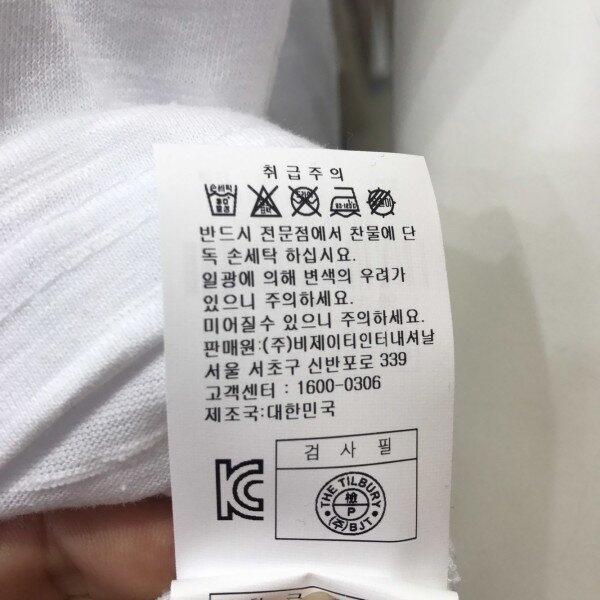 취급주의
손세탁
반드시 전문점에서 찬물에 단
독 손세탁 하십시요.
일광에 의해 변색의 우려가
있으니 주의하세요.
미어질수 있으니 주의하세요.
판매원:(주)비제이티인터내셔날
서울 서초구 신반포로 339
고객센터 : 1600-0306
제조국:대한민국
검사필
THE TILBURY
檢
P
(주)BJT